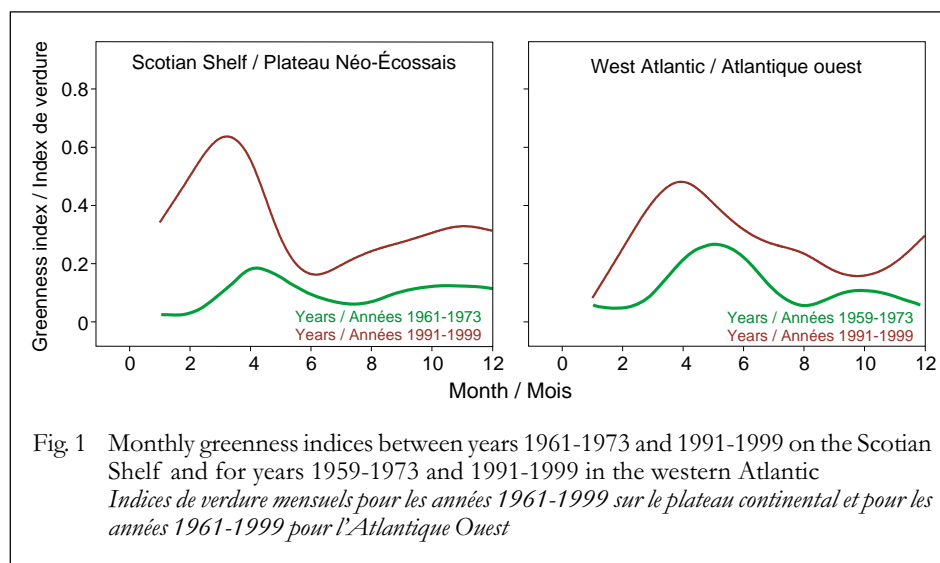 Scotian Shelf / Plateau Néo-Écossais
West Atlantic / Atlantique ouest
Greenness index / Index de verdure
0.8
0.6
0.4
0.2
0
Years / Années 1961-1973
Years / Années 1991-1999
Years / Années 1959-1973
Years / Années 1991-1999
0 2 4 6 8 10 12
0 2 4 6 8 10 12
Month / Mois
Fig. 1 Monthly greenness indices between years 1961-1973 and 1991-1999 on the Scotian
Shelf and for years 1959-1973 and 1991-1999 in the western Atlantic
Indices de verdure mensuels pour les année 1961-1999 sur le plateau continental et pour les
années 1961-1999 pour l'Atlantique Ouest